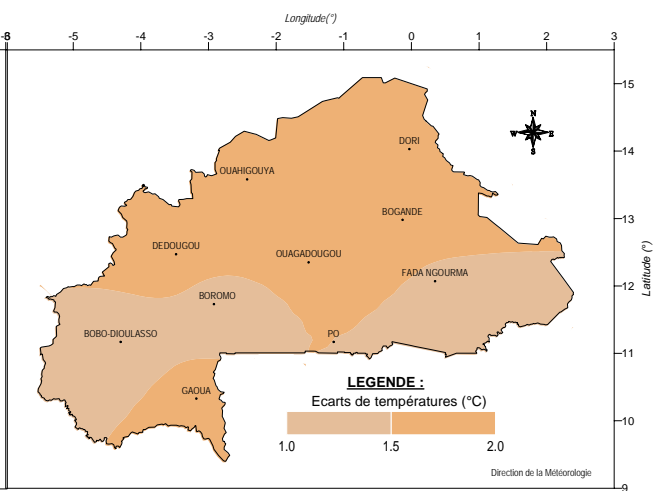 Longitude(°)
-8 -5 -4 -3 -2 -1 0 1 2 3
15
N
W E
S
DORI
14
OUAHIGOUYA
BOGANDE
13
DEDOUGOU
OUAGADOUGOU
Latitude (°)
FADA NGOURMA
12
BOROMO
BOBO-DIOULASSO
PO
11
LEGENDE :
GAOUA
Ecarts de températures (°C)
10
1.0 1.5 2.0
Direction de la Météorologie
9